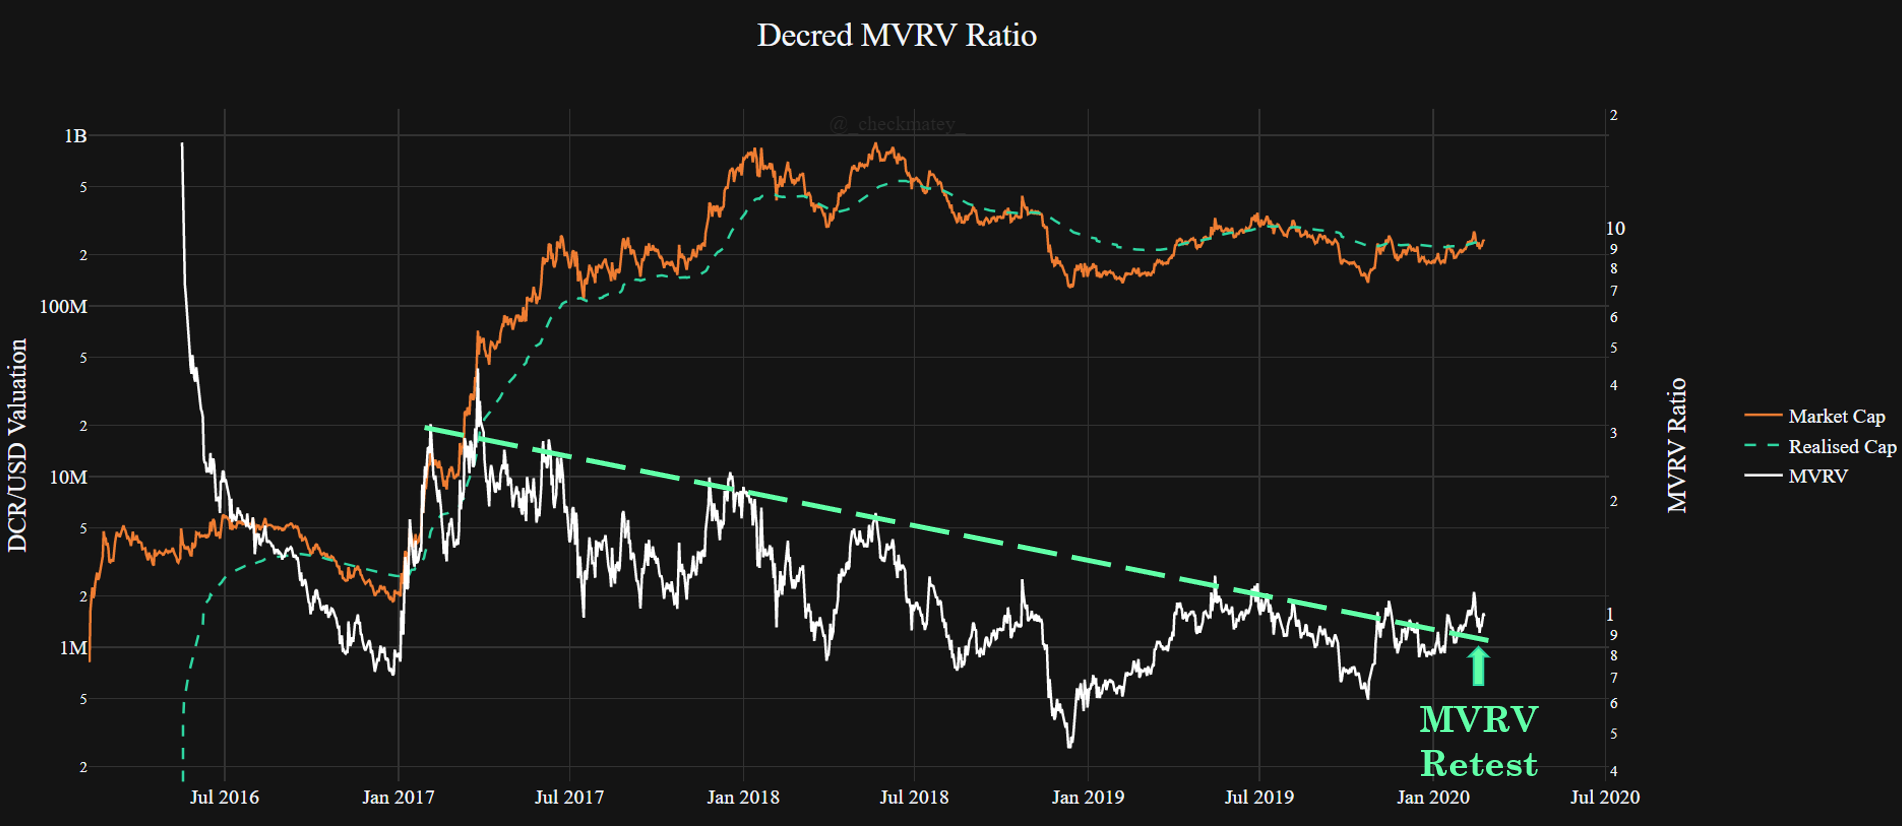 Decred MVRV Ratio
@_checkmatey_
DCR/USD Valuation
1B
5
2
100M
5
2
10M
5
2
1M
5
2
2
10
9
8
7
6
5
4
3
2
1
9
8
7
6
5
4
MVRV Ratio
Market Cap
Realised Cap
MVRV
MVRV
Retest
Jul 2016
Jan 2017
Jul 2017
Jan 2018
Jul 2018
Jan 2019
Jul 2019
Jan 2020
Jul 2020